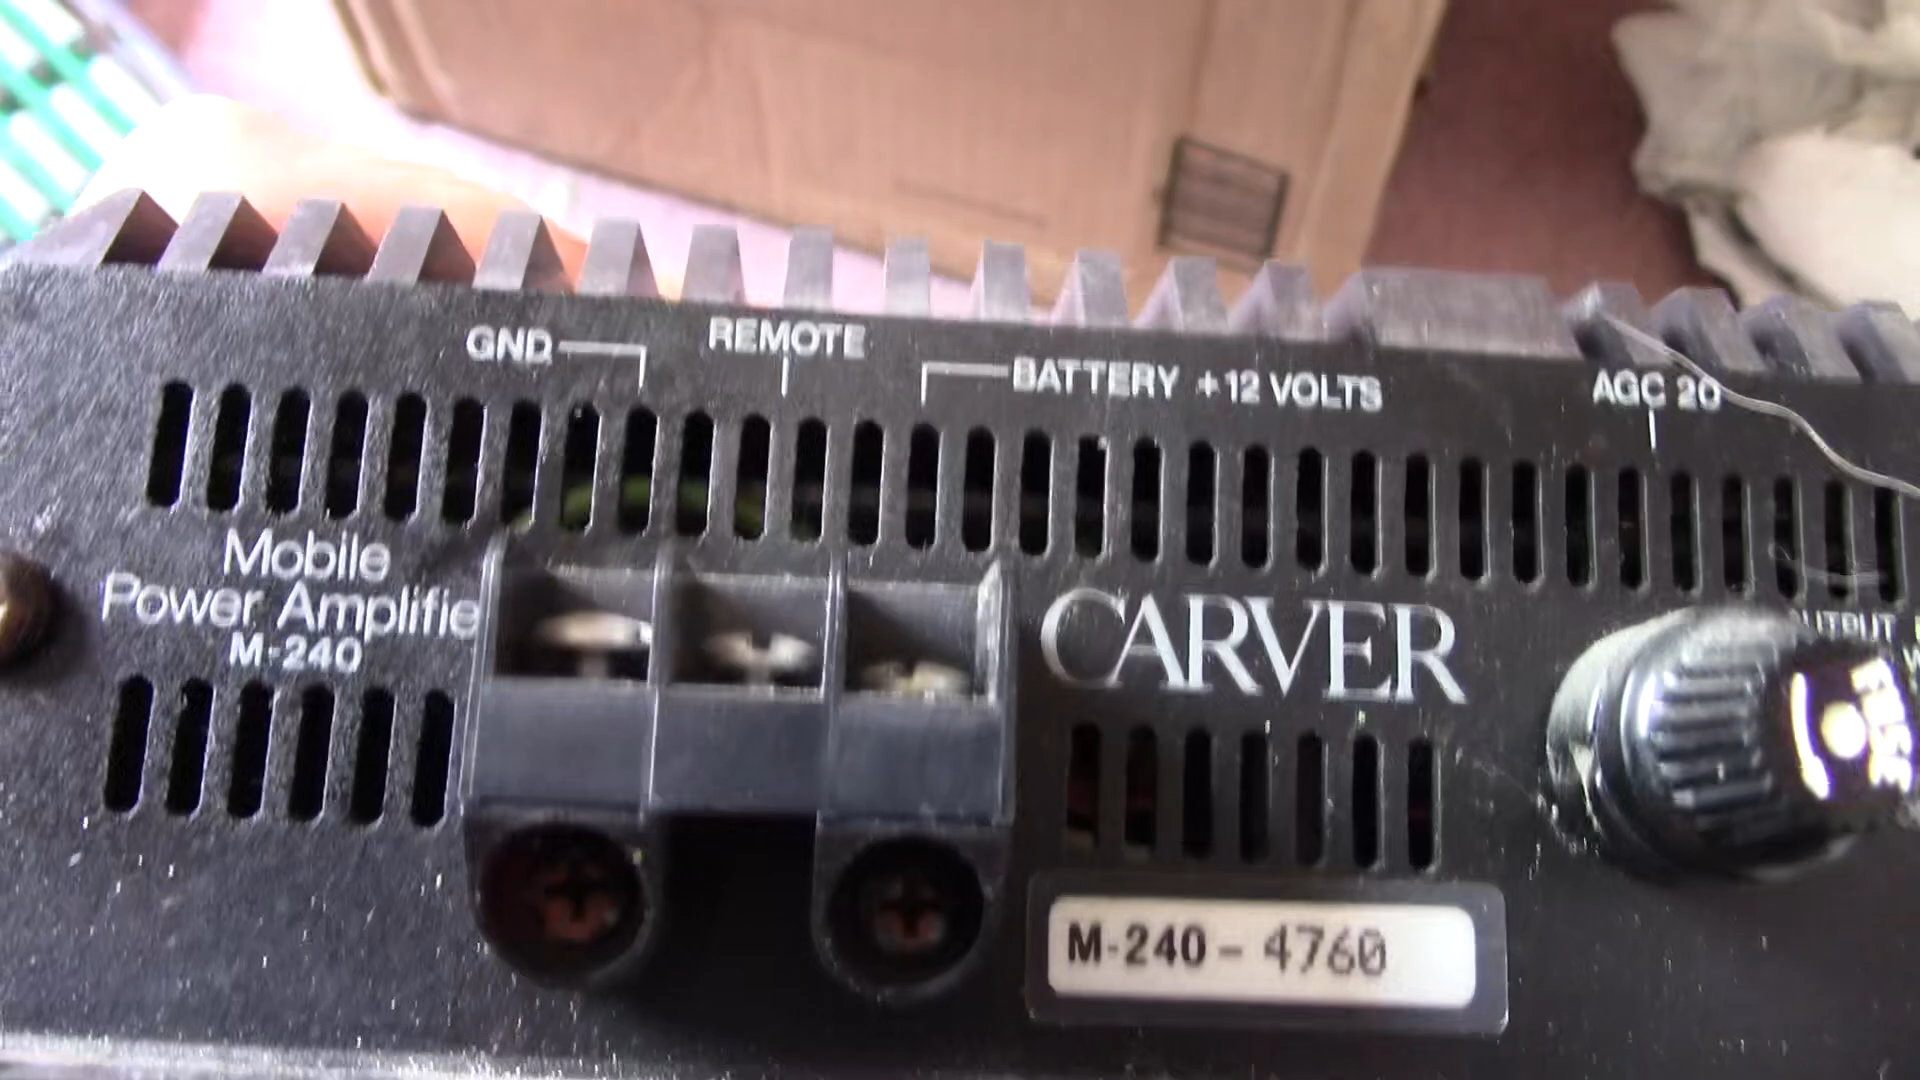 GND
REMOTE
BATTERY +12 VOLTS
AGC 20
Mobile
Power Amplifie
M-240
CARVER
M-240-4760